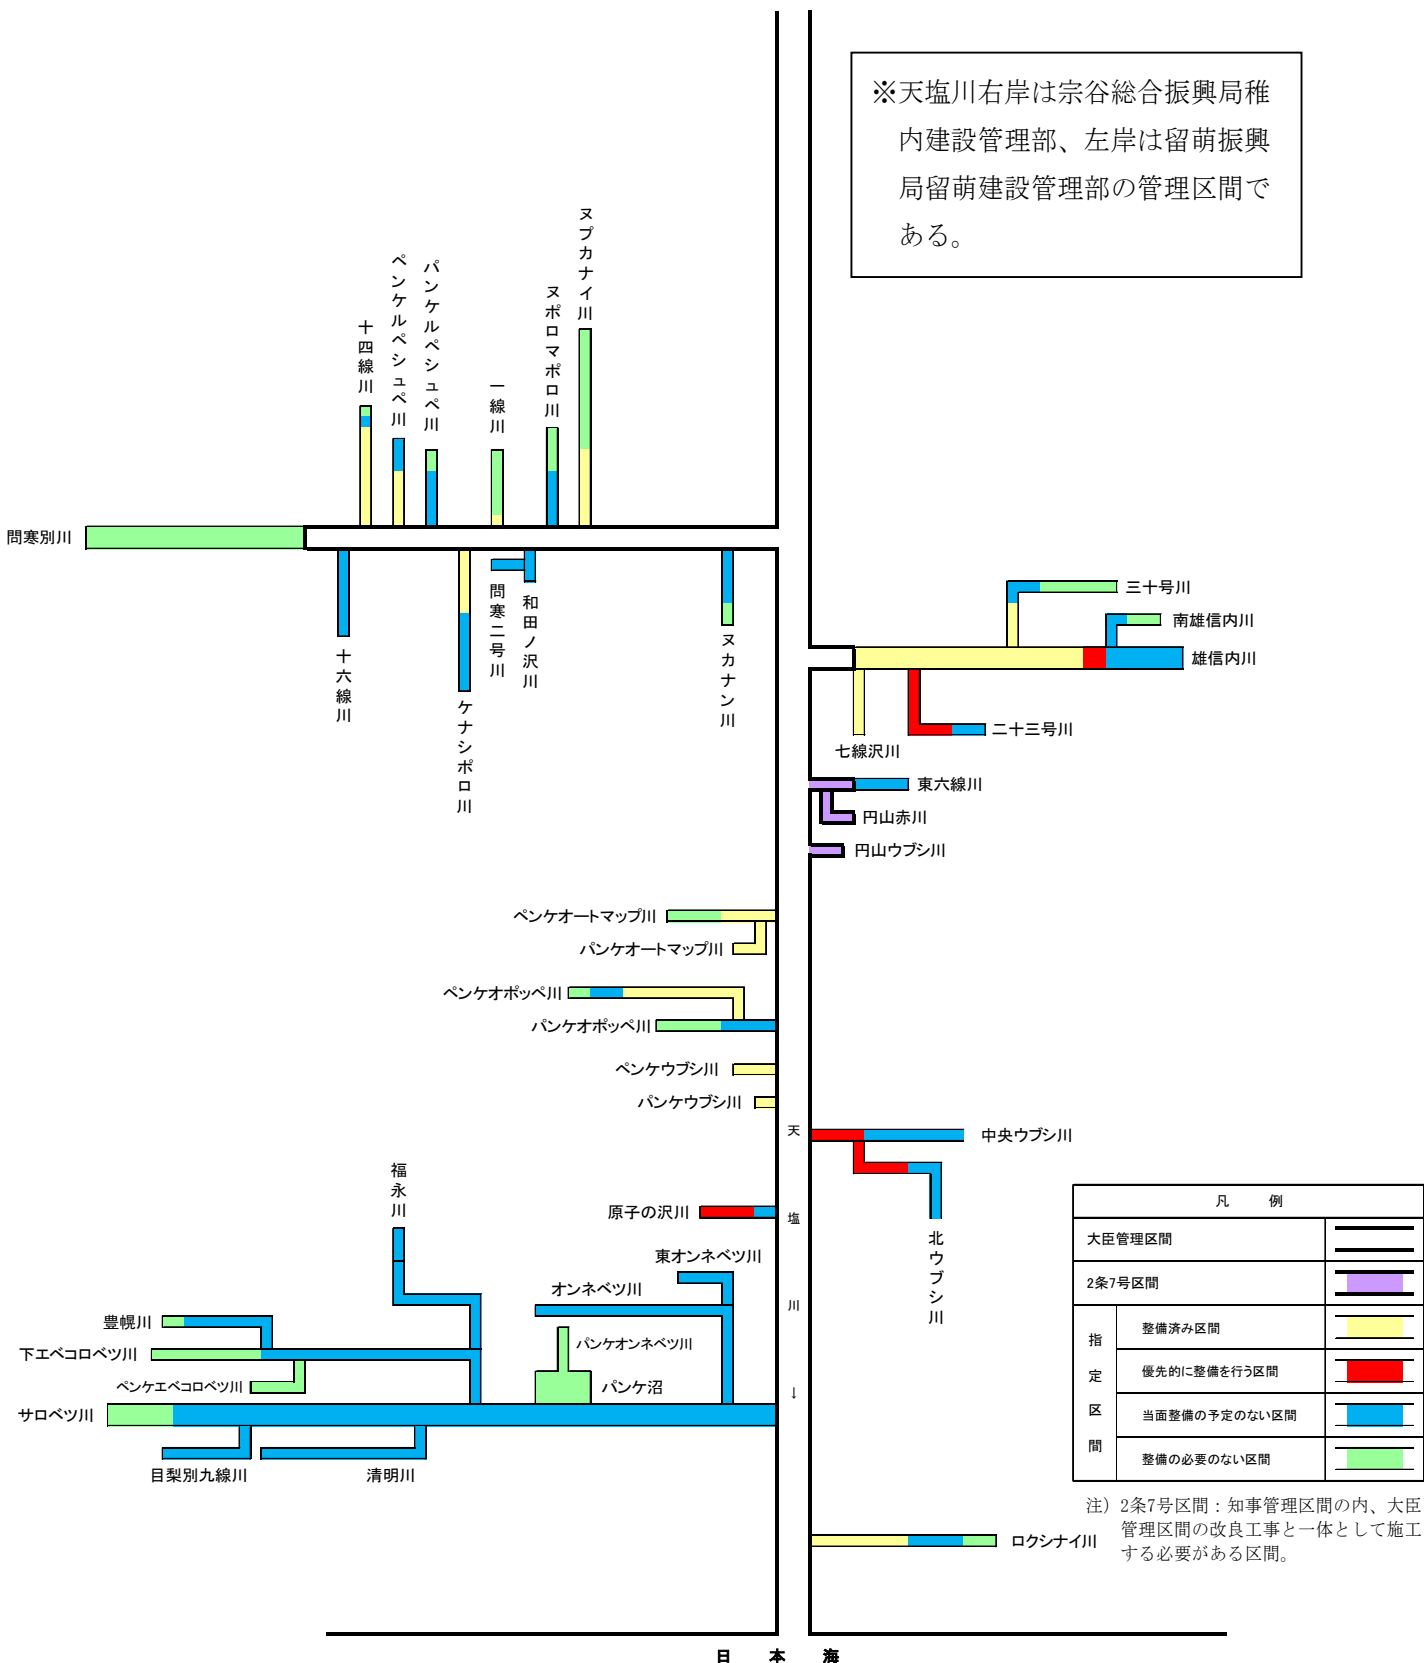 ※天塩川右岸は宗谷総合振興局稚
内建設管理部、左岸は留萌振興
局留萌建設管理部の管理区間で
ある。
ヌプカナイ川
ヌポロマポロ川
一線川
パンケルペシュペ川
ペンケルペシュペ川
十四線川
問寒別川
十六線川
ケナシポロ川
問寒二号川
和田ノ沢川
ヌカナン川
三十号川
南雄信内川
雄信内川
二十三号川
七線沢川
東六線川
円山赤川
円山ウブシ川
ペンケオートマップ川
パンケオートマップ川
ペンケオポッペ川
パンケオポッペ川
ペンケウブシ川
パンケウブシ川
天塩川↓
中央ウブシ川
北ウブシ川
原子の沢川
福永川
東オンネベツ川
オンネベツ川
豊幌川
パンケオンネベツ川
下エベコロベツ川
ペンケエベコロベツ川
パンケ沼
サロベツ川
目梨別九線川
清明川
ロクシナイ川
凡 例
大臣管理区間
2条7号区間
指定区間
整備済み区間
優先的に整備を行う区間
当面整備の予定のない区間
整備の必要のない区間
注）2条7号区間：知事管理区間の内、大臣
管理区間の改良工事と一体として施工
する必要がある区間。
日 本 海